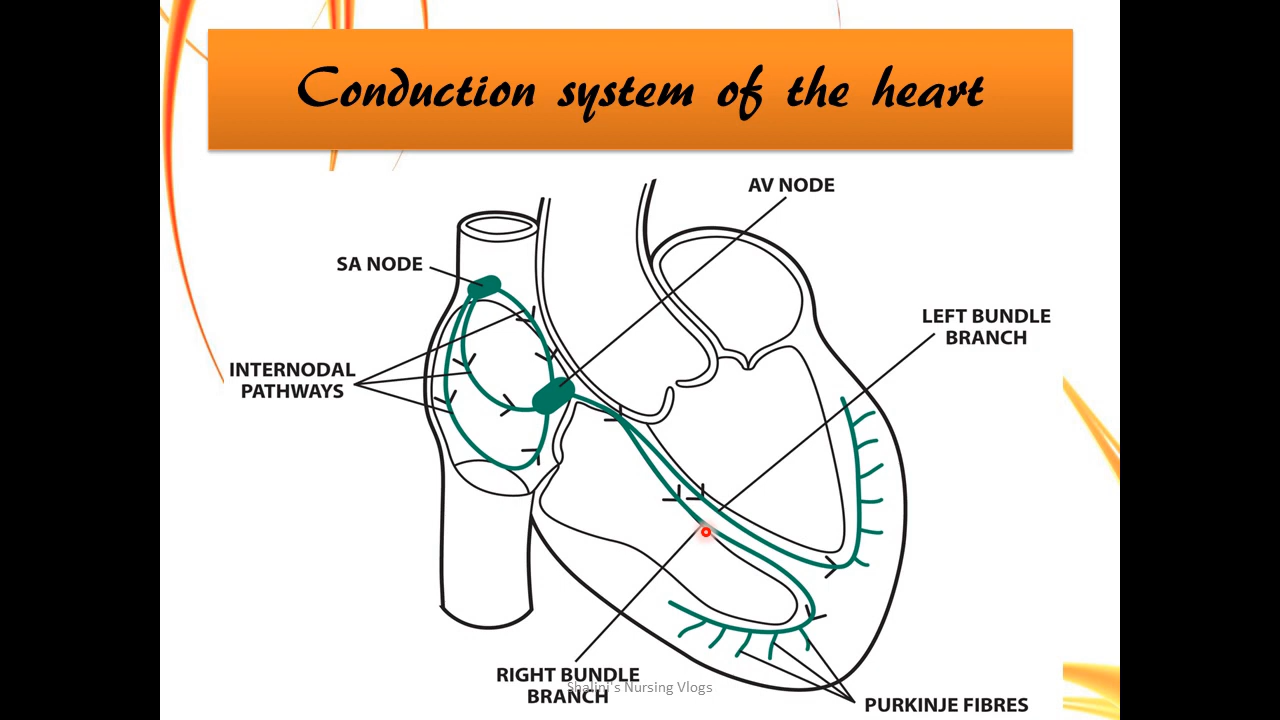 Conduction system of the heart
AV NODE
SA NODE
LEFT BUNDLE
BRANCH
INTERNODAL
PATHWAYS
RIGHT BUNDLE
BRANCH
Shalini's Nursing Vlogs
PURKINJE FIBRES